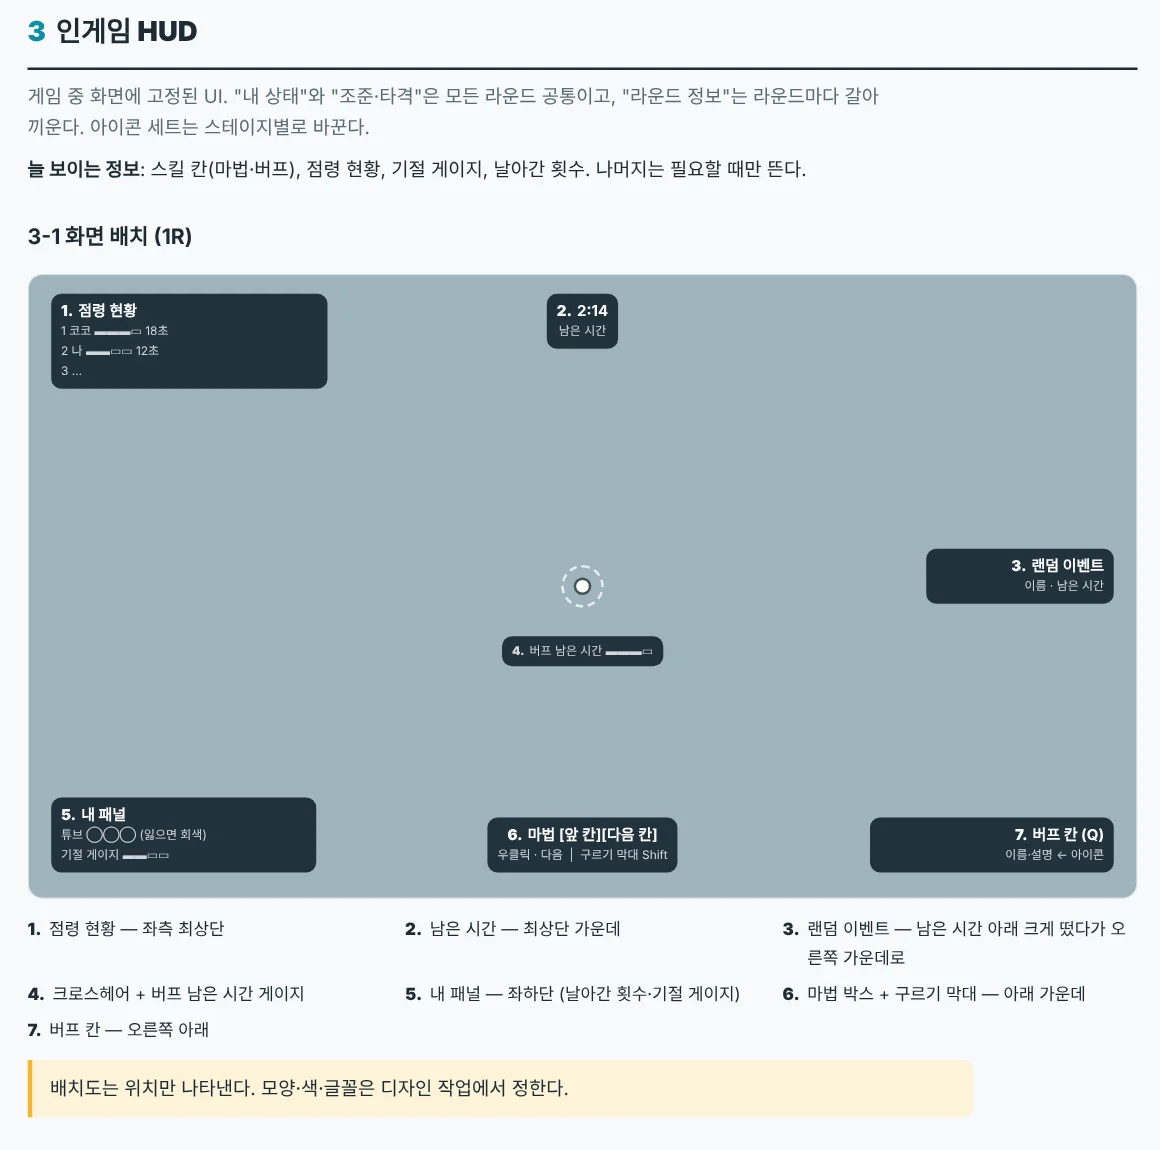 3 인게임 HUD
게임 중 화면에 고정된 UI. "내 상태"와 "조준·타격"은 모든 라운드 공통이고, "라운드 정보"는 라운드마다 갈아
끼운다. 아이콘 세트는 스테이지별로 바꾼다.
늘 보이는 정보: 스킬 칸(마법·버프), 점령 현황, 기절 게이지, 날아간 횟수. 나머지는 필요할 때만 뜬다.
3-1 화면 배치 (1R)
1. 점령 현황
1 코코 ▬▬▬▭ 18초
2 나 ▬▬▭▭ 12초
3 ...
2. 2:14
남은 시간
3. 랜덤 이벤트
이름 · 남은 시간
4. 버프 남은 시간 ▬▬▬▭
5. 내 패널
튜브 ◯◯◯ (잃으면 회색)
기절 게이지 ▬▬▭▭
6. 마법 [앞 칸][다음 칸]
우클릭 · 다음 │ 구르기 막대 Shift
7. 버프 칸 (Q)
이름·설명 ← 아이콘
1. 점령 현황 — 좌측 최상단
2. 남은 시간 — 최상단 가운데
3. 랜덤 이벤트 — 남은 시간 아래 크게 떴다가 오
른쪽 가운데로
4. 크로스헤어 + 버프 남은 시간 게이지
5. 내 패널 — 좌하단 (날아간 횟수·기절 게이지)
6. 마법 박스 + 구르기 막대 — 아래 가운데
7. 버프 칸 — 오른쪽 아래
배치도는 위치만 나타낸다. 모양·색·글꼴은 디자인 작업에서 정한다.